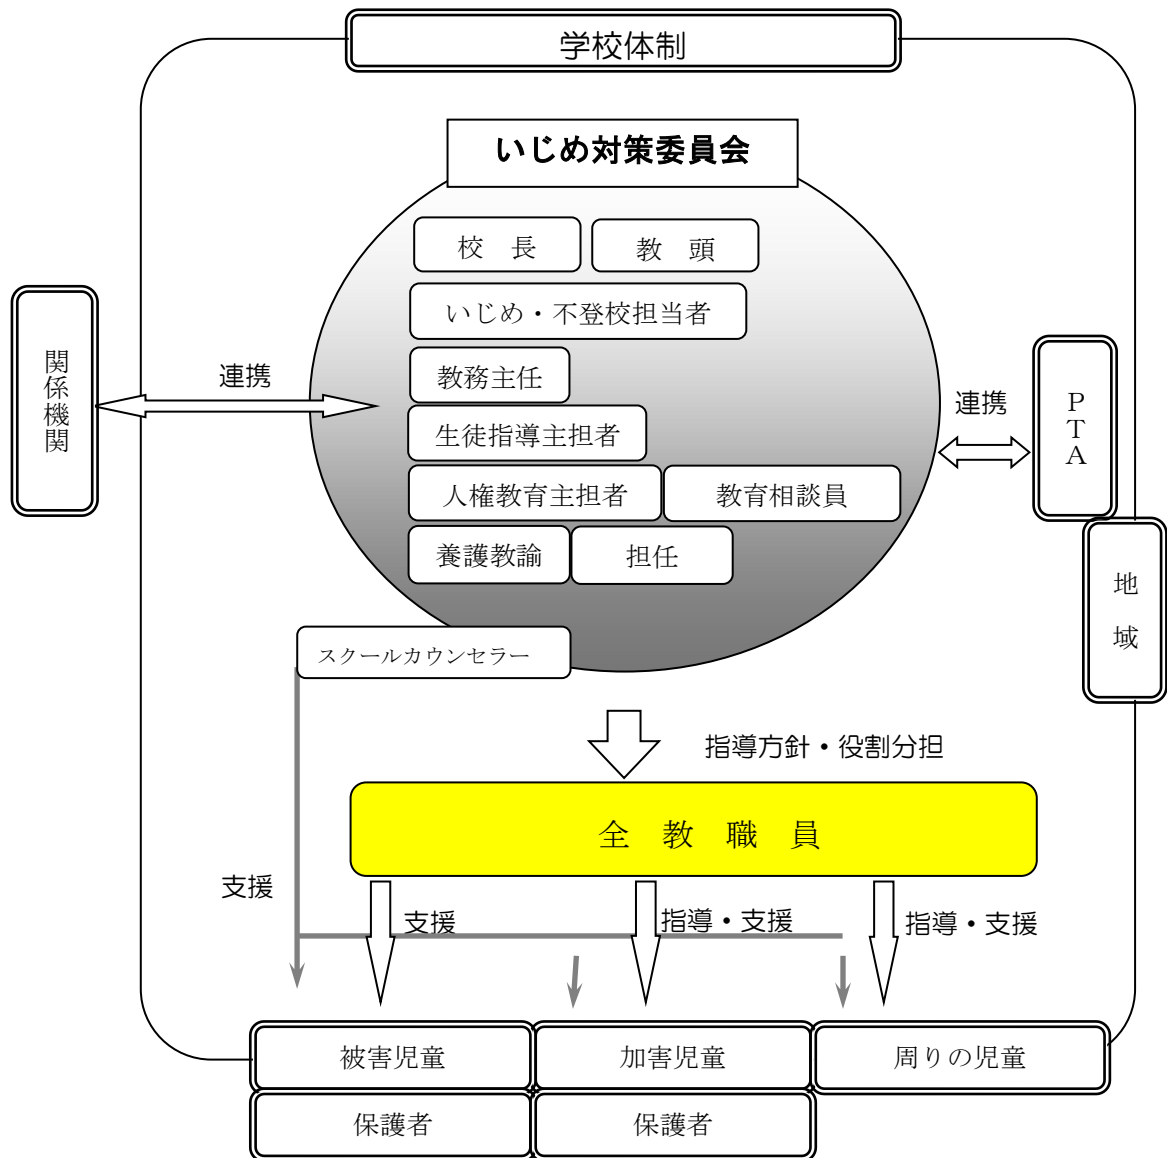 学校体制
いじめ対策委員会
校　長
教　頭
いじめ・不登校担当者
教務主任
生徒指導主担者
人権教育主担者
教育相談員
養護教諭
担任
スクールカウンセラー
関係機関
連携
連携
PTA
地　域
指導方針・役割分担
全　教　職　員
支援
支援
指導・支援
指導・支援
被害児童
加害児童
周りの児童
保護者
保護者